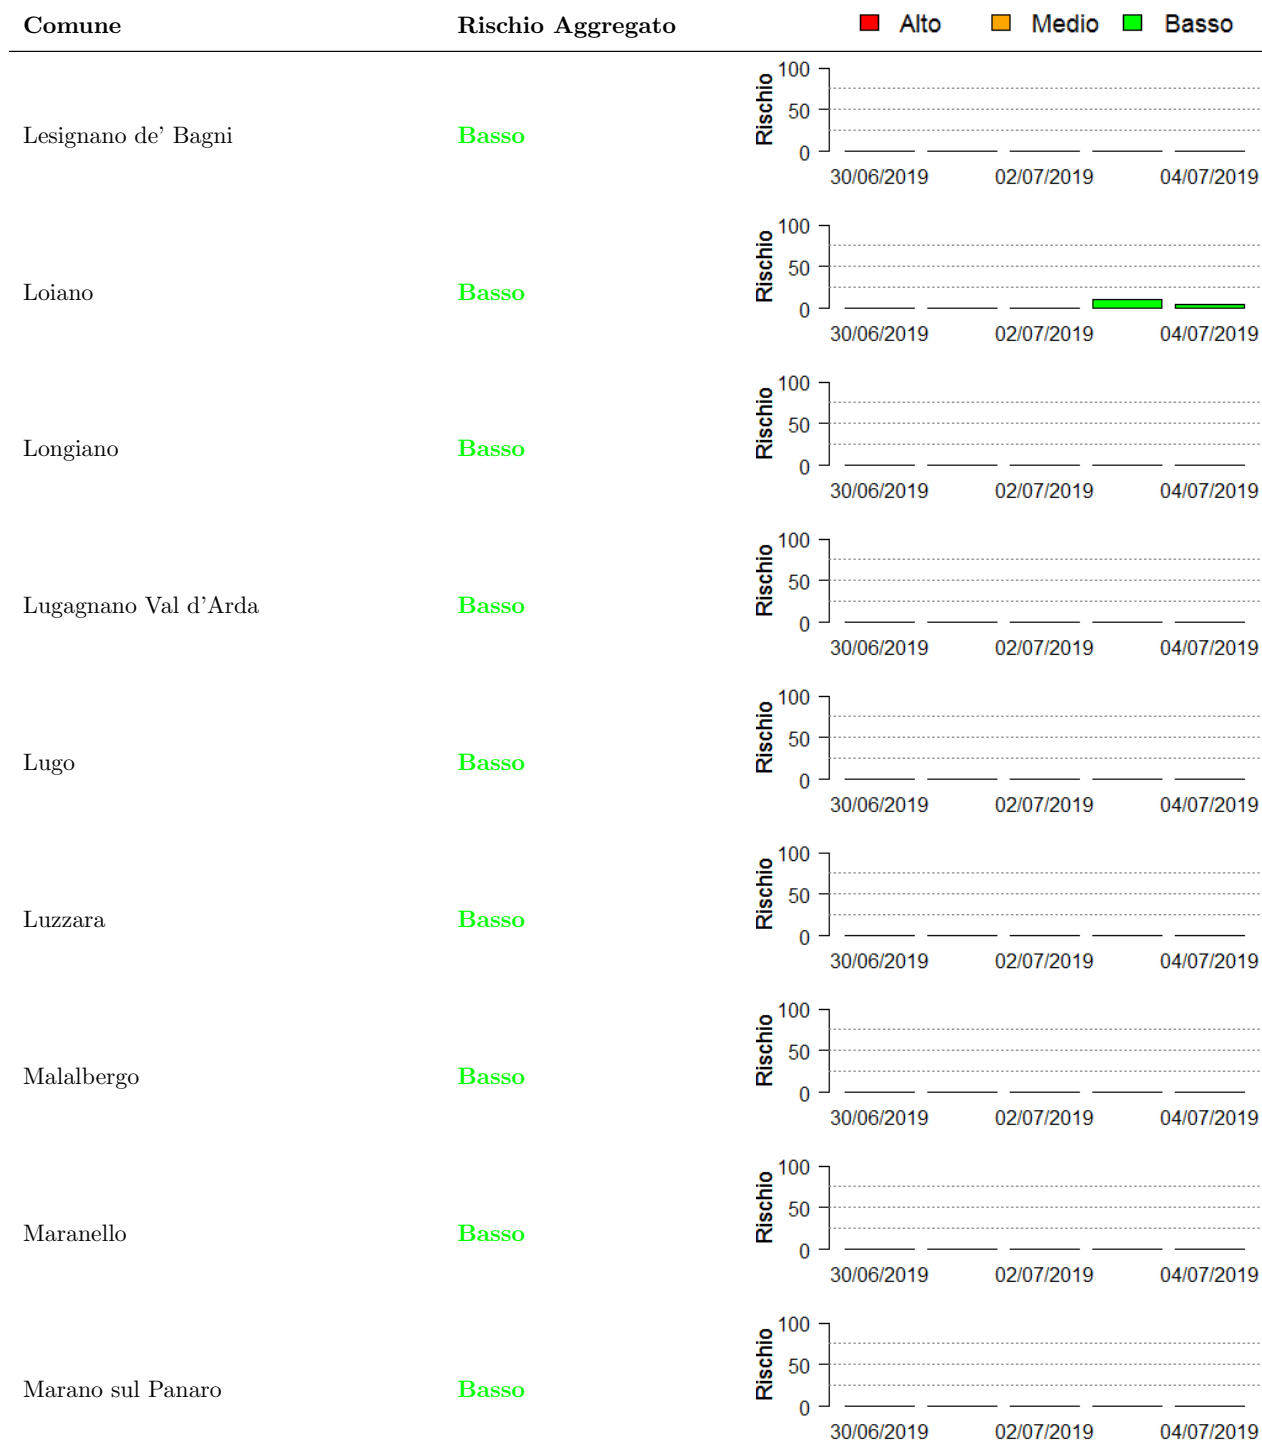 Comune Rischio Aggregato Alto Medio Basso
Lesignano de' Bagni Basso Rischio 100 50 0
30/06/2019 02/07/2019 04/07/2019
Loiano Basso Rischio 100 50 0
30/06/2019 02/07/2019 04/07/2019
Longiano Basso Rischio 100 50 0
30/06/2019 02/07/2019 04/07/2019
Lugagnano Val d'Arda Basso Rischio 100 50 0
30/06/2019 02/07/2019 04/07/2019
Lugo Basso Rischio 100 50 0
30/06/2019 02/07/2019 04/07/2019
Luzzara Basso Rischio 100 50 0
30/06/2019 02/07/2019 04/07/2019
Malalbergo Basso Rischio 100 50 0
30/06/2019 02/07/2019 04/07/2019
Maranello Basso Rischio 100 50 0
30/06/2019 02/07/2019 04/07/2019
Marano sul Panaro Basso Rischio 100 50 0
30/06/2019 02/07/2019 04/07/2019